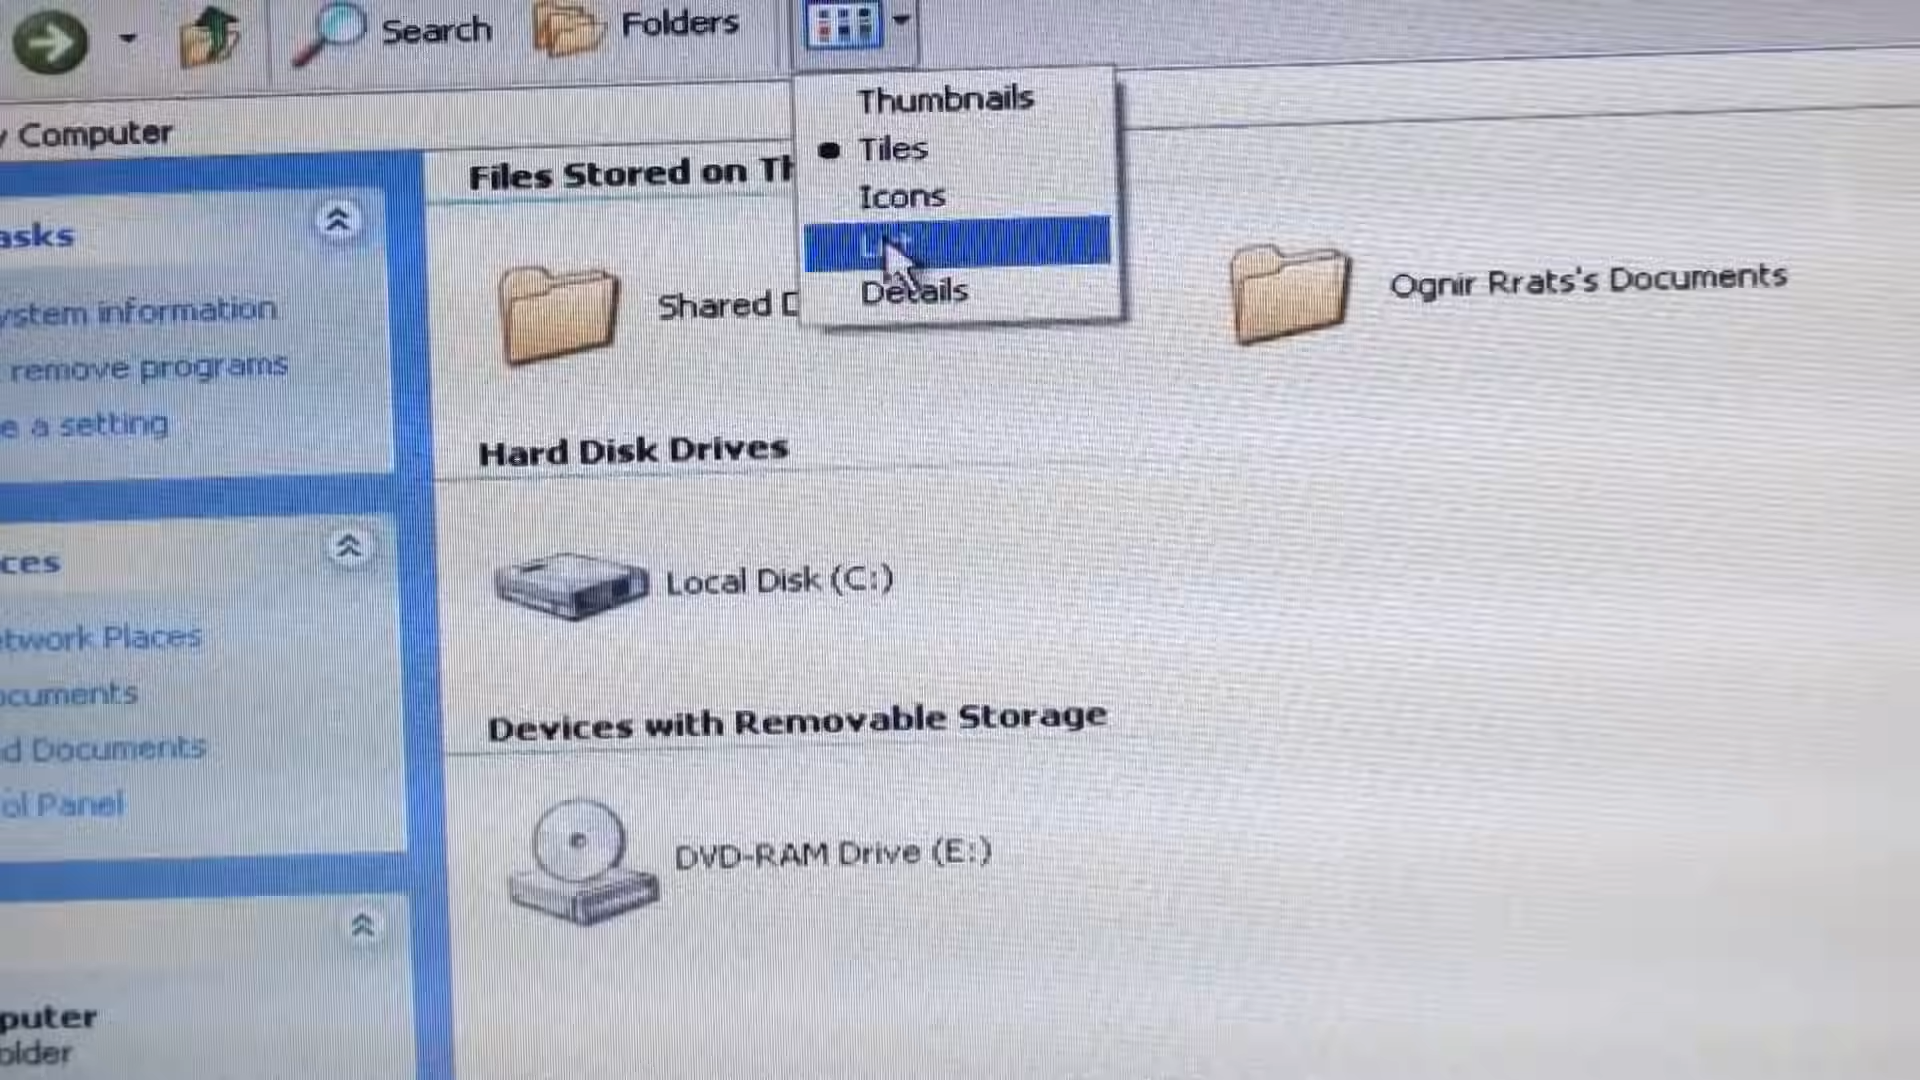 Search
Folders
Computer
Thumbnails
Tiles
Icons
Details
Files Stored on Th
Shared D
Ognir Rrats's Documents
Hard Disk Drives
Local Disk (C:)
Devices with Removable Storage
DVD-RAM Drive (E:)
asks
ystem information
remove programs
e a setting
ces
etwork Places
ocuments
d Documents
ol Panel
puter
older